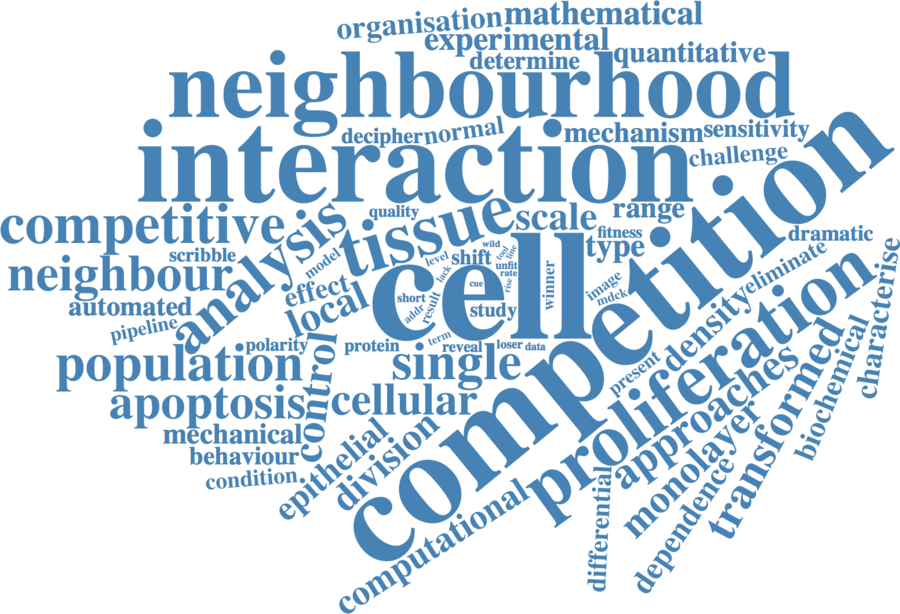 organisation
mathematical
experimental
determine
quantitative
neighbourhood
decipher
normal
mechanism
sensitivity
interaction
challenge
competitive
analysis
quality
tissue
scale
range
competition
scribble
model
level
shift
wild
tool
line
fitness
type
dramatic
neighbour
effect
lack
cue
unfit
rate
rise
winner
image
mdck
eliminate
characterise
automated
local
short
addr
result
cell
study
density
pipeline
polarity
protein
term
reveal
loser
data
present
proliferation
population
control
single
approaches
transformed
biochemical
apoptosis
cellular
mechanical
behaviour
condition
epithelial
division
monolayer
dependence
differential
computational